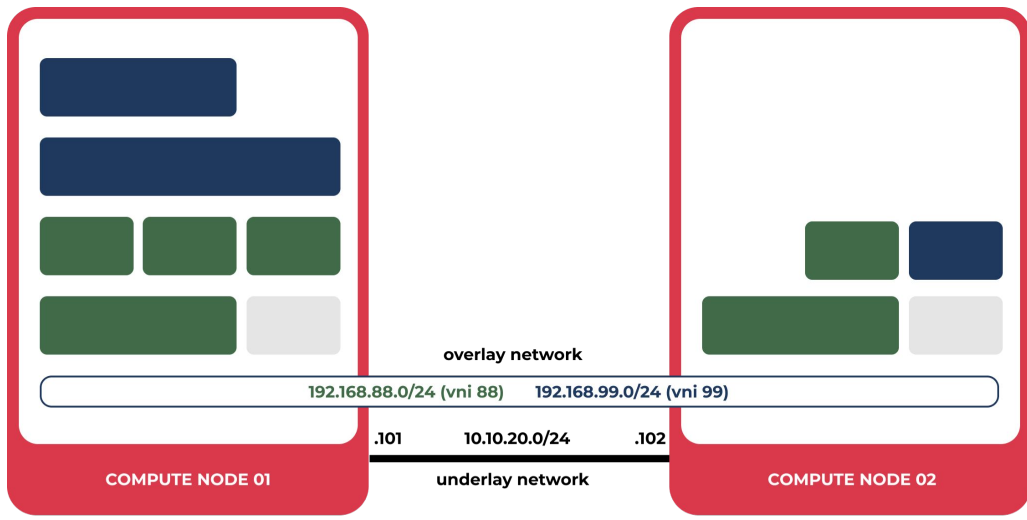 overlay network
192.168.88.0/24 (vni 88) 192.168.99.0/24 (vni 99)
.101 10.10.20.0/24 .102
underlay network
COMPUTE NODE 01 COMPUTE NODE 02